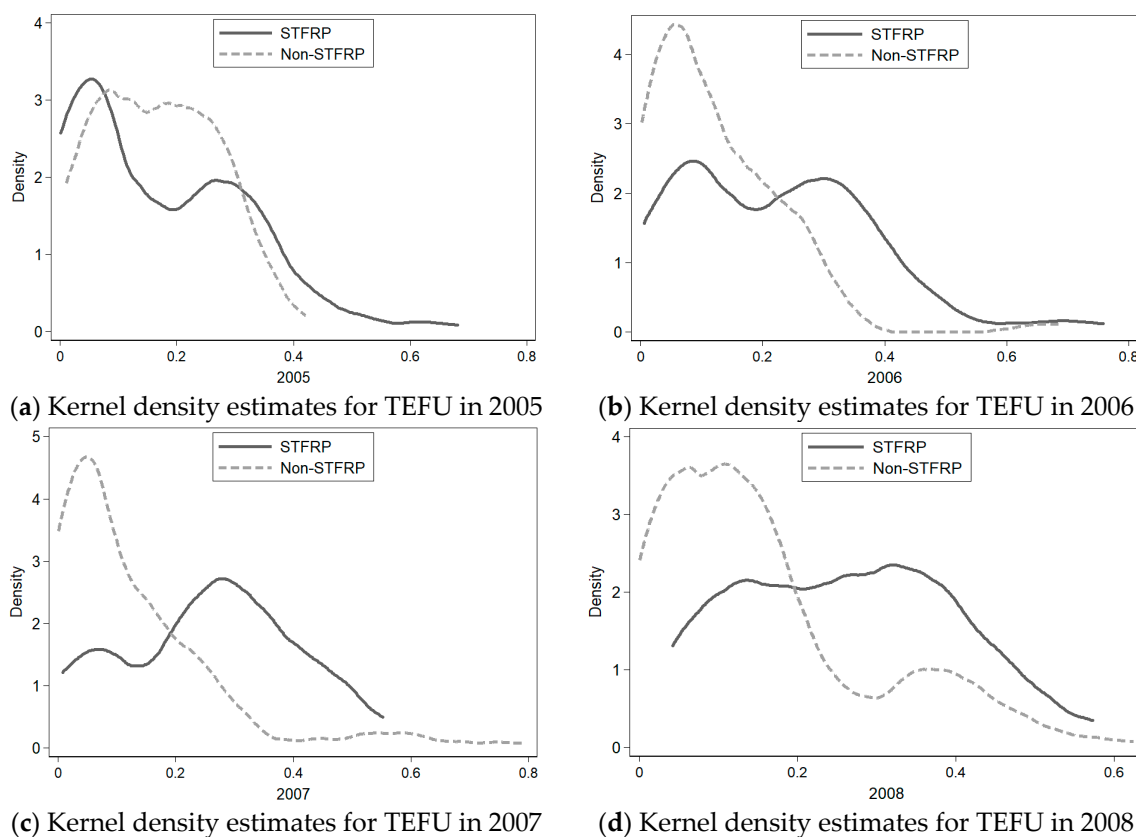 4
3
2
1
0
Density
STFRP
Non-STFRP
0 0.2 0.4 0.6 0.8
2005
(a) Kernel density estimates for TEFU in 2005
4
3
2
1
0
Density
STFRP
Non-STFRP
0 0.2 0.4 0.6 0.8
2006
(b) Kernel density estimates for TEFU in 2006
5
4
3
2
1
0
Density
STFRP
Non-STFRP
0 0.2 0.4 0.6 0.8
2007
(c) Kernel density estimates for TEFU in 2007
4
3
2
1
0
Density
STFRP
Non-STFRP
0 0.2 0.4 0.6
2008
(d) Kernel density estimates for TEFU in 2008